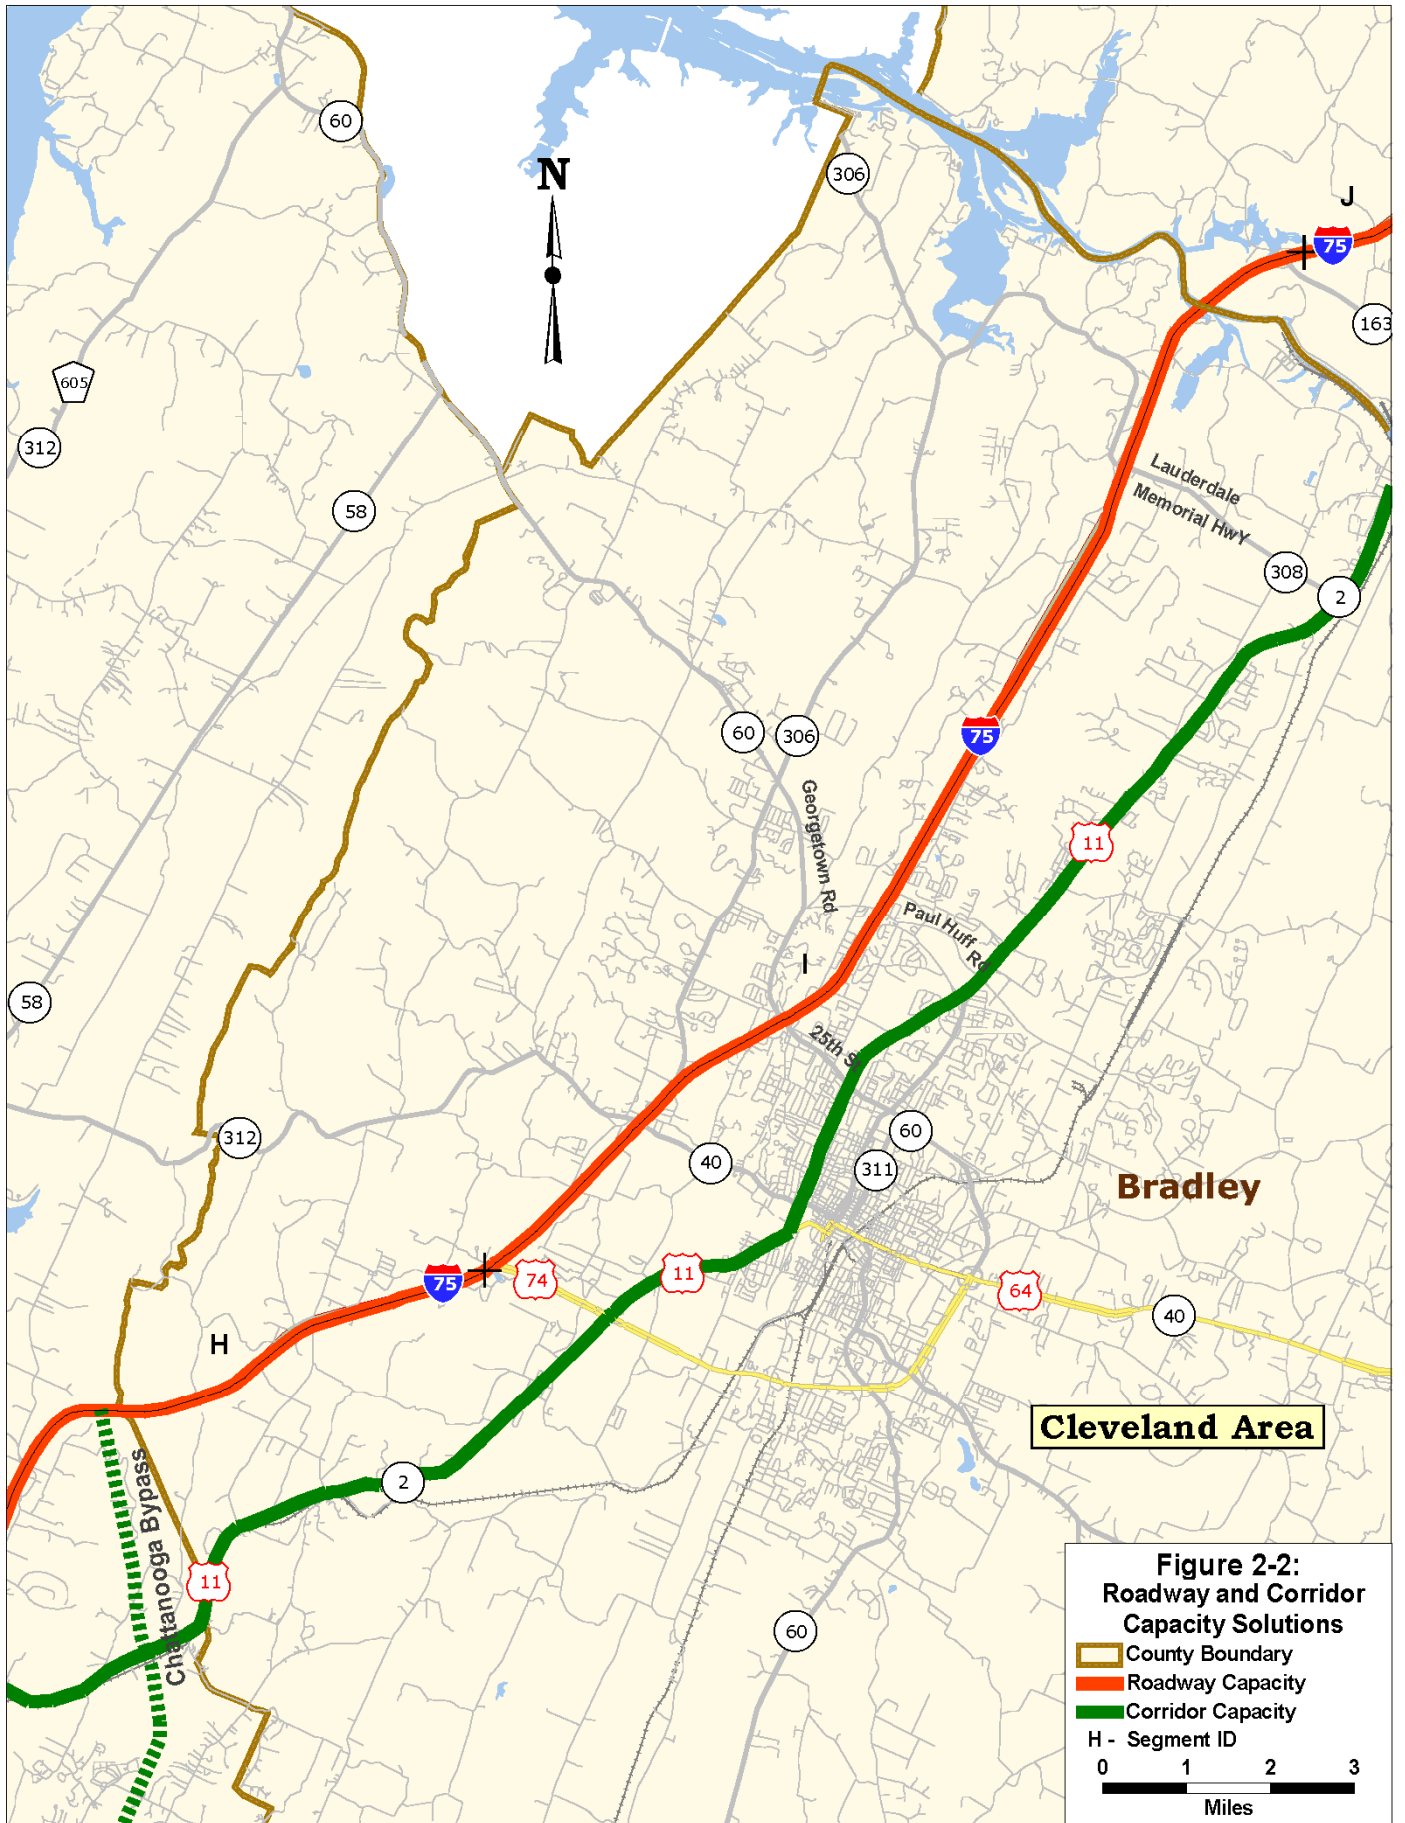 60
N
306
J
75
163
605
312
58
Lauderdale
Memorial HwY
308
2
60
306
75
Georgetown Rd
11
Paul Huff Rd
I
58
25th St
312
60
40
311
Bradley
75
74
11
64
40
H
Cleveland Area
2
Chattanooga Bypass
11
60
Figure 2-2:
Roadway and Corridor
Capacity Solutions
County Boundary
Roadway Capacity
Corridor Capacity
H - Segment ID
0 1 2 3
Miles